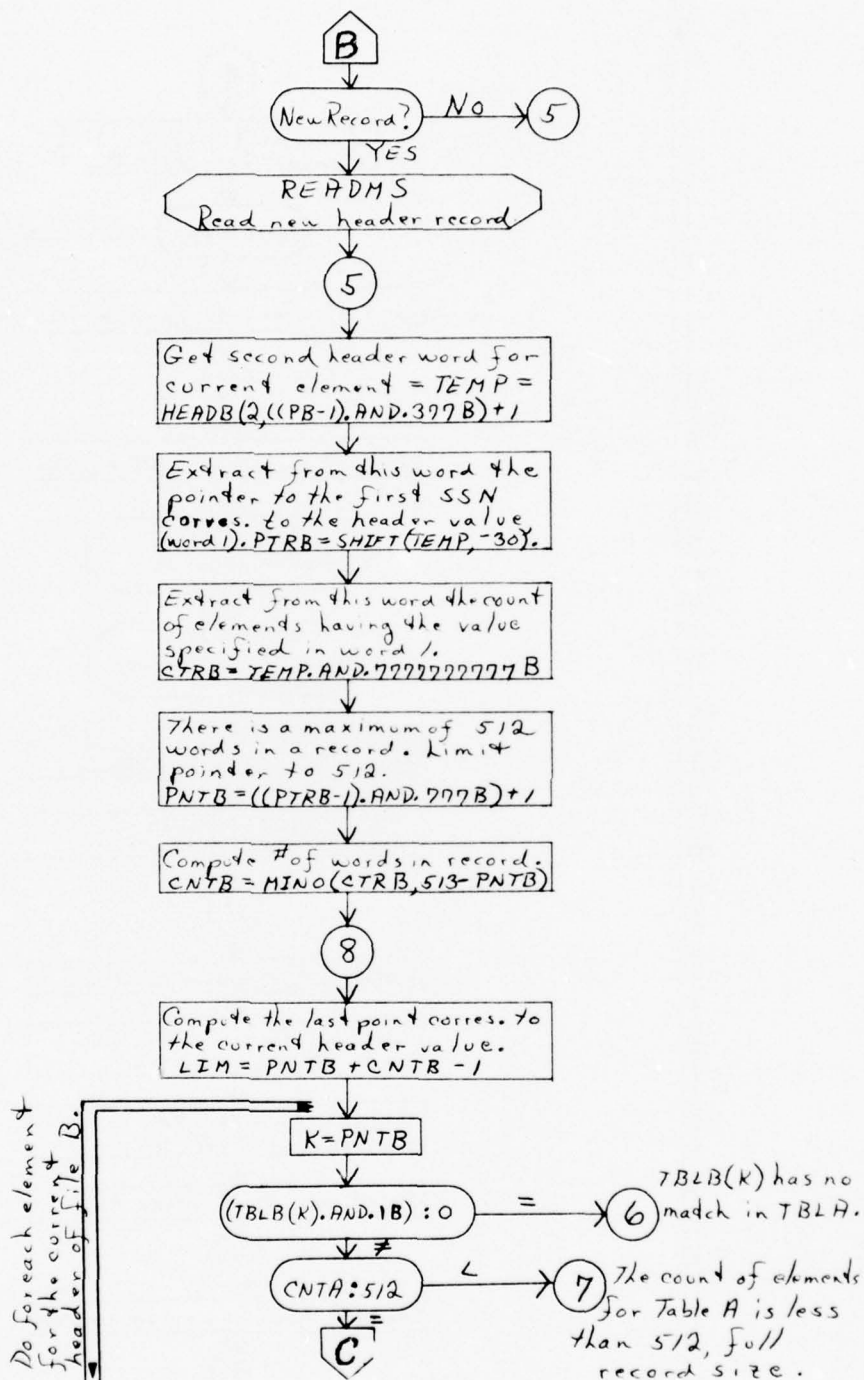 B
New Record?
NO
5
YES
READMS
Read new header record
5
Get second header word for
current element = TEMP =
HEADB(2,((PB-1).AND.377B)+1
Extract from this word the
pointer to the first SSN
corres. to the header value
(word 1). PTRB = SHIFT(TEMP,-30).
Extract from this word the count
of elements having the value
specified in word 1.
CTRB = TEMP.AND.7777777777B
There is a maximum of 512
words in a record. Limit
pointer to 512.
PNTB = ((PTRB-1).AND.777B)+1
Compute # of words in record.
CNTB = MINO(CTRB,513-PNTB)
8
Compute the last point corres. to
the current header value.
LIM = PNTB + CNTB - 1
Do for each element
for the current
header of file B.
K = PNTB
(TBLB(K).AND.1B) : 0
=
6
TBLB(K) has no
match in TBLA.
≠
CNTA : 512
<
7
The count of elements
for Table A is less
than 512, full
record size.
=
C